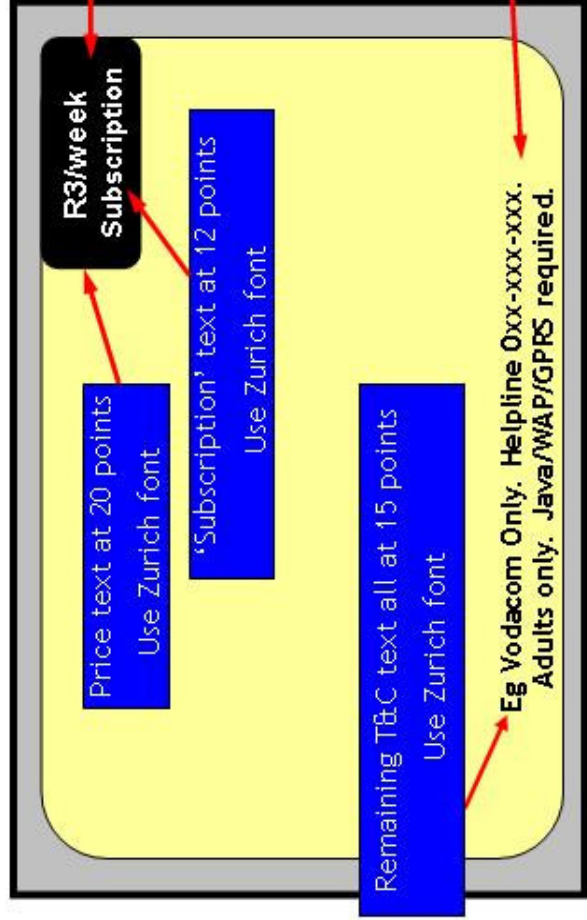 R3/week
Subscription
Price text at 20 points
Use Zurich font
‘Subscription’ text at 12 points
Use Zurich font
Remaining T&C text all at 15 points
Use Zurich font
Eg Vodacom Only. Helpline 0xx-xxx-xxx.
Adults only. Java/WAP/GPRS required.